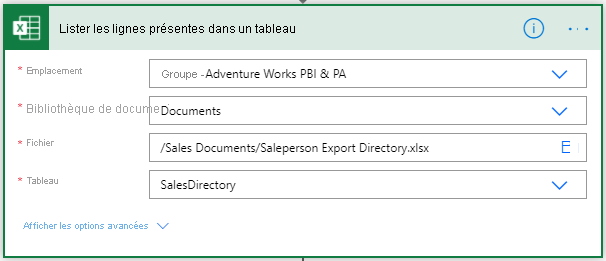 Lister les lignes présentes dans un tableau
* Emplacement
Groupe - Adventure Works PBI & PA
* Bibliothèque de documen
Documents
* Fichier
/Sales Documents/Saleperson Export Directory.xlsx
* Tableau
SalesDirectory
Afficher les options avancées